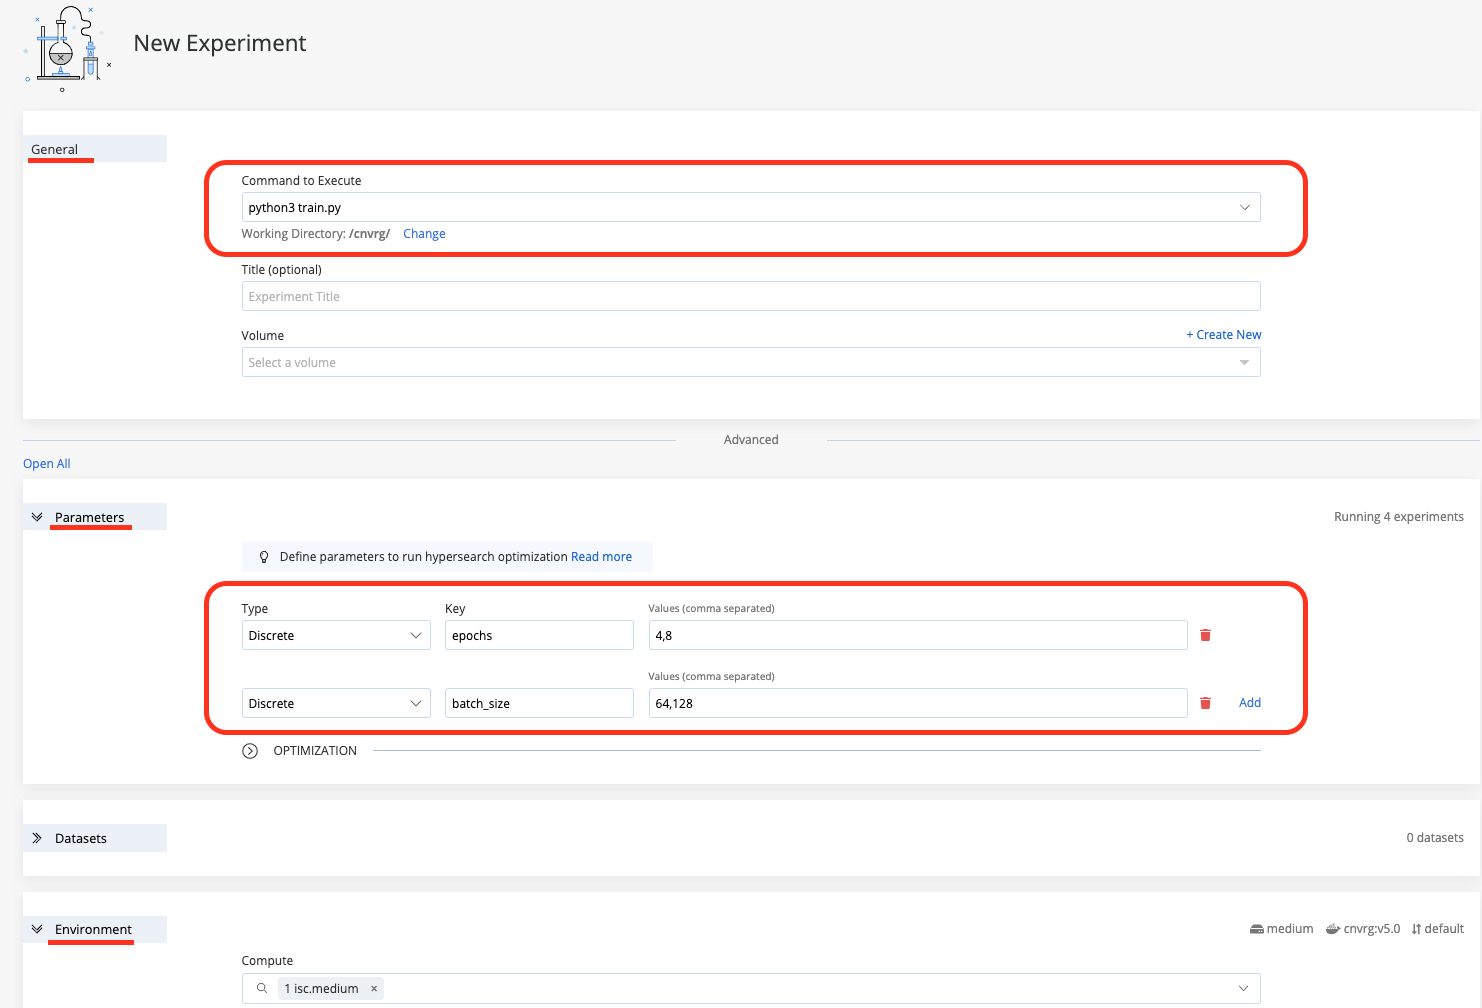 New Experiment
General
Command to Execute
python3 train.py
Working Directory: /cnvrg/ Change
Title (optional)
Experiment Title
Volume + Create New
Select a volume
Advanced
Open All
Parameters Running 4 experiments
Define parameters to run hypersearch optimization Read more
Type Key Values (comma separated)
Discrete epochs 4,8
Values (comma separated)
Discrete batch_size 64,128 Add
OPTIMIZATION
Datasets 0 datasets
Environment medium cnvrg:v5.0 default
Compute
1 isc.medium ×